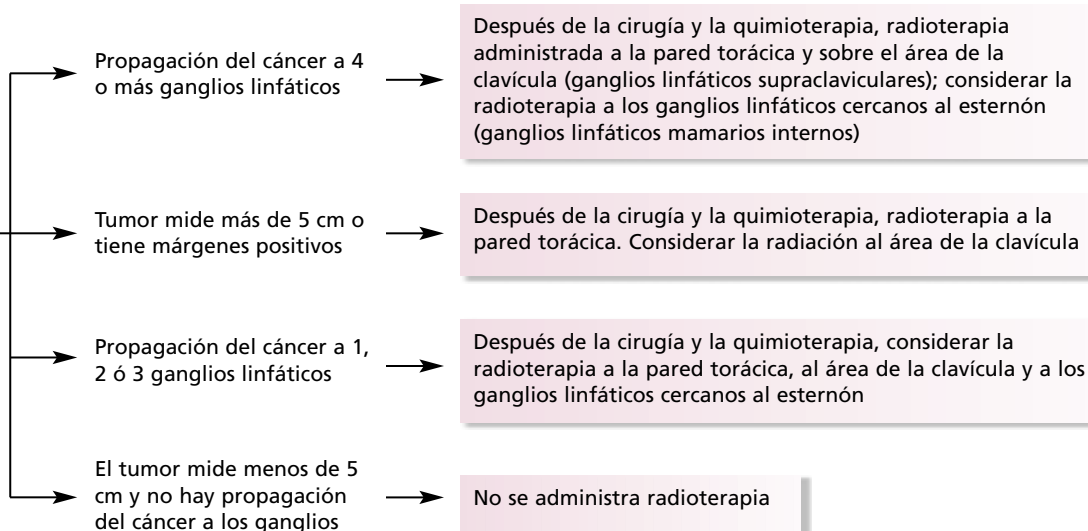 Propagación del cáncer a 4
o más ganglios linfáticos
Después de la cirugía y la quimioterapia, radioterapia
administrada a la pared torácica y sobre el área de la
clavícula (ganglios linfáticos supraclaviculares); considerar la
radioterapia a los ganglios linfáticos cercanos al esternón
(ganglios linfáticos mamarios internos)
Tumor mide más de 5 cm o
tiene márgenes positivos
Después de la cirugía y la quimioterapia, radioterapia a la
pared torácica. Considerar la radiación al área de la clavícula
Propagación del cáncer a 1,
2 ó 3 ganglios linfáticos
Después de la cirugía y la quimioterapia, considerar la
radioterapia a la pared torácica, al área de la clavícula y a los
ganglios linfáticos cercanos al esternón
El tumor mide menos de 5
cm y no hay propagación
del cáncer a los ganglios
No se administra radioterapia